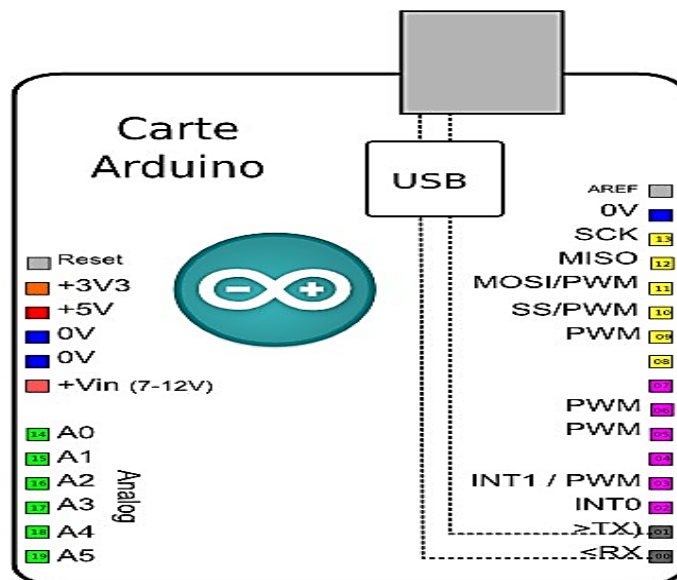 Carte
Arduino
USB
Reset
+3V3
+5V
0V
0V
+Vin (7-12V)
14 A0
15 A1
16 A2
17 A3
18 A4
19 A5
Analog
AREF
0V
SCK 13
MISO 12
MOSI/PWM 11
SS/PWM 10
PWM 09
08
07
PWM 06
PWM 05
04
INT1 / PWM 03
INT0 02
>TX) 01
<RX 00